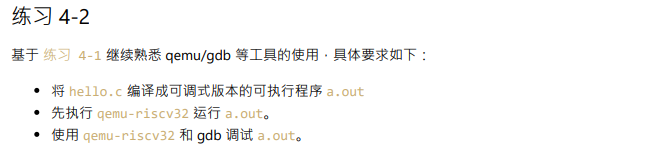 练习 4-2
基于 练习 4-1 继续熟悉 qemu/gdb 等工具的使用，具体要求如下：
• 将 hello.c 编译成可调式版本的可执行程序 a.out
• 先执行 qemu-riscv32 运行 a.out。
• 使用 qemu-riscv32 和 gdb 调试 a.out。